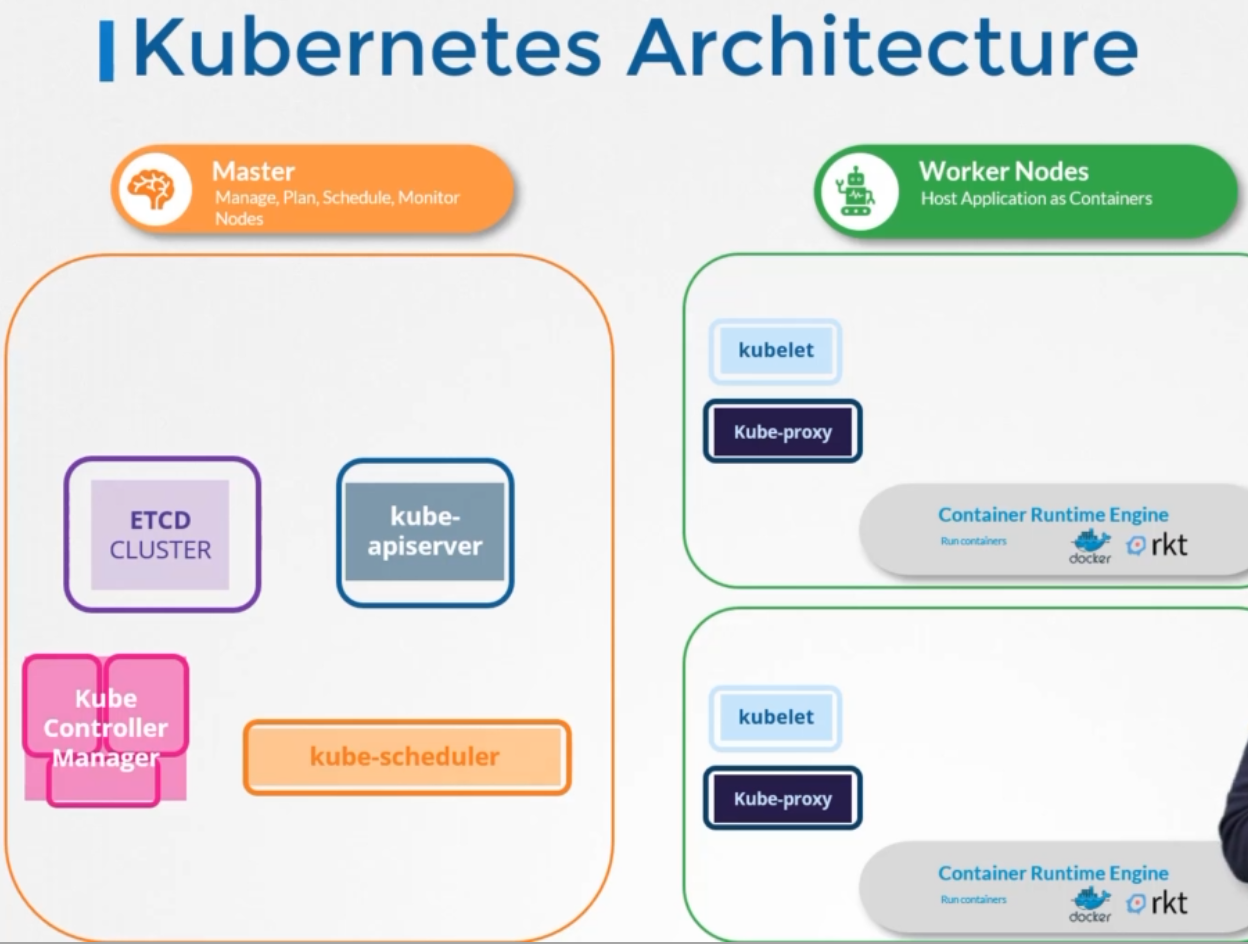 Kubernetes Architecture
Master
Manage, Plan, Schedule, Monitor
Nodes
ETCD
CLUSTER
kube-
apiserver
Kube
Controller
Manager
kube-scheduler
Worker Nodes
Host Application as Containers
kubelet
Kube-proxy
Container Runtime Engine
Run containers
docker
rkt
kubelet
Kube-proxy
Container Runtime Engine
Run containers
docker
rkt